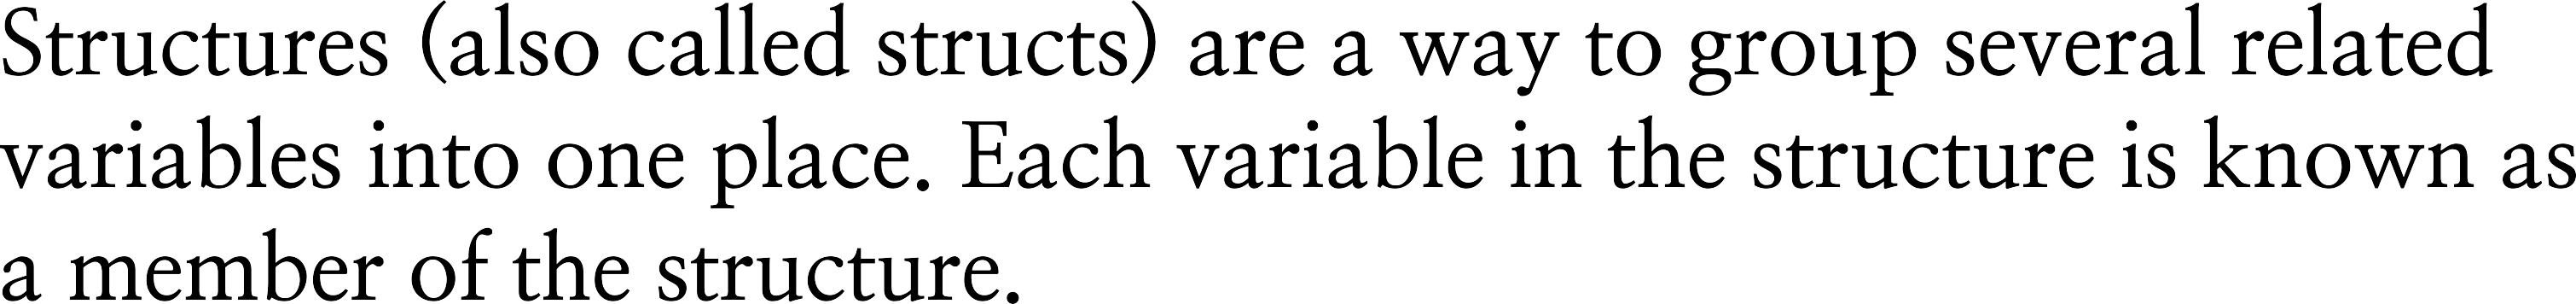 Structures (also called structs) are a way to group several related
variables into one place. Each variable in the structure is known as
a member of the structure.